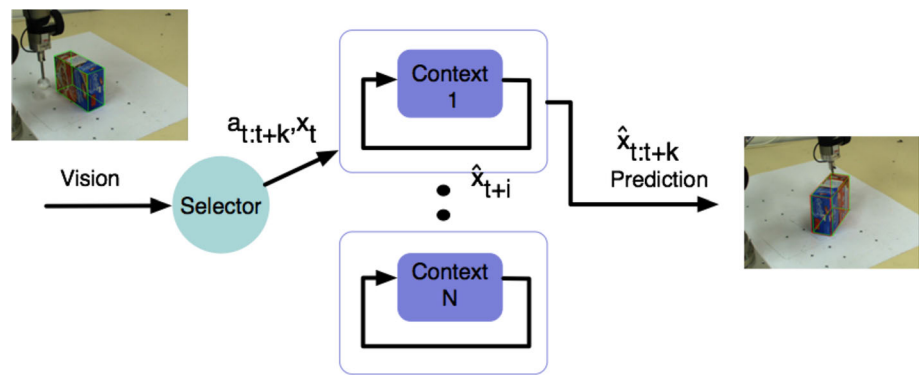 Vision
Selector
a_{t:t+k},x_t
Context
1
x̂_{t+i}
Context
N
x̂_{t:t+k}
Prediction